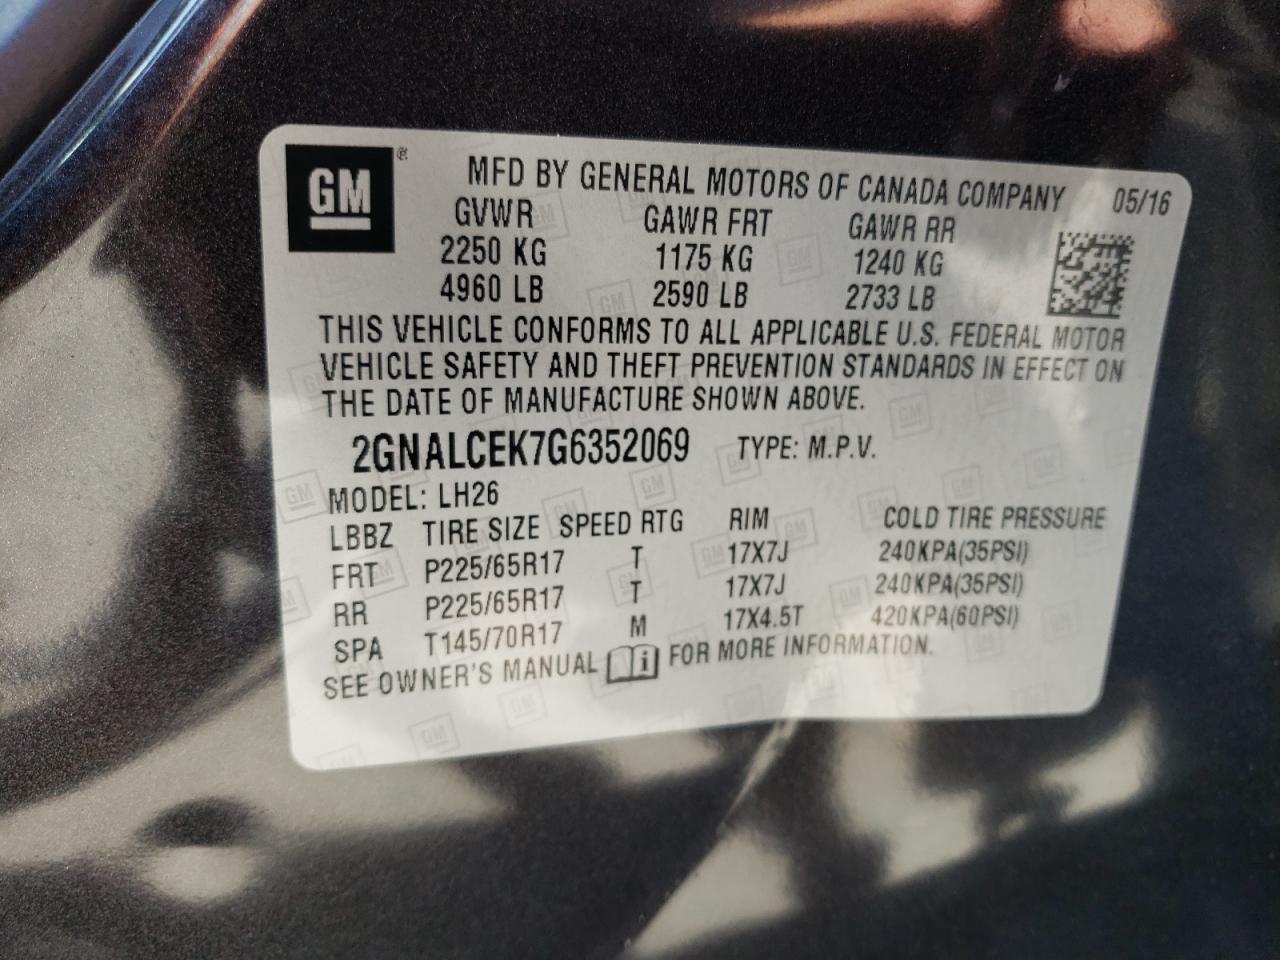 GM
MFD BY GENERAL MOTORS OF CANADA COMPANY 05/16
GVWR GAWR FRT GAWR RR
2250 KG 1175 KG 1240 KG
4960 LB 2590 LB 2733 LB
THIS VEHICLE CONFORMS TO ALL APPLICABLE U.S. FEDERAL MOTOR
VEHICLE SAFETY AND THEFT PREVENTION STANDARDS IN EFFECT ON
THE DATE OF MANUFACTURE SHOWN ABOVE.
2GNALCEK7G6352069 TYPE: M.P.V.
MODEL: LH26
LBBZ TIRE SIZE SPEED RTG RIM COLD TIRE PRESSURE
FRT P225/65R17 T 17X7J 240KPA(35PSI)
RR P225/65R17 T 17X7J 240KPA(35PSI)
SPA T145/70R17 M 17X4.5T 420KPA(60PSI)
SEE OWNER'S MANUAL i FOR MORE INFORMATION.